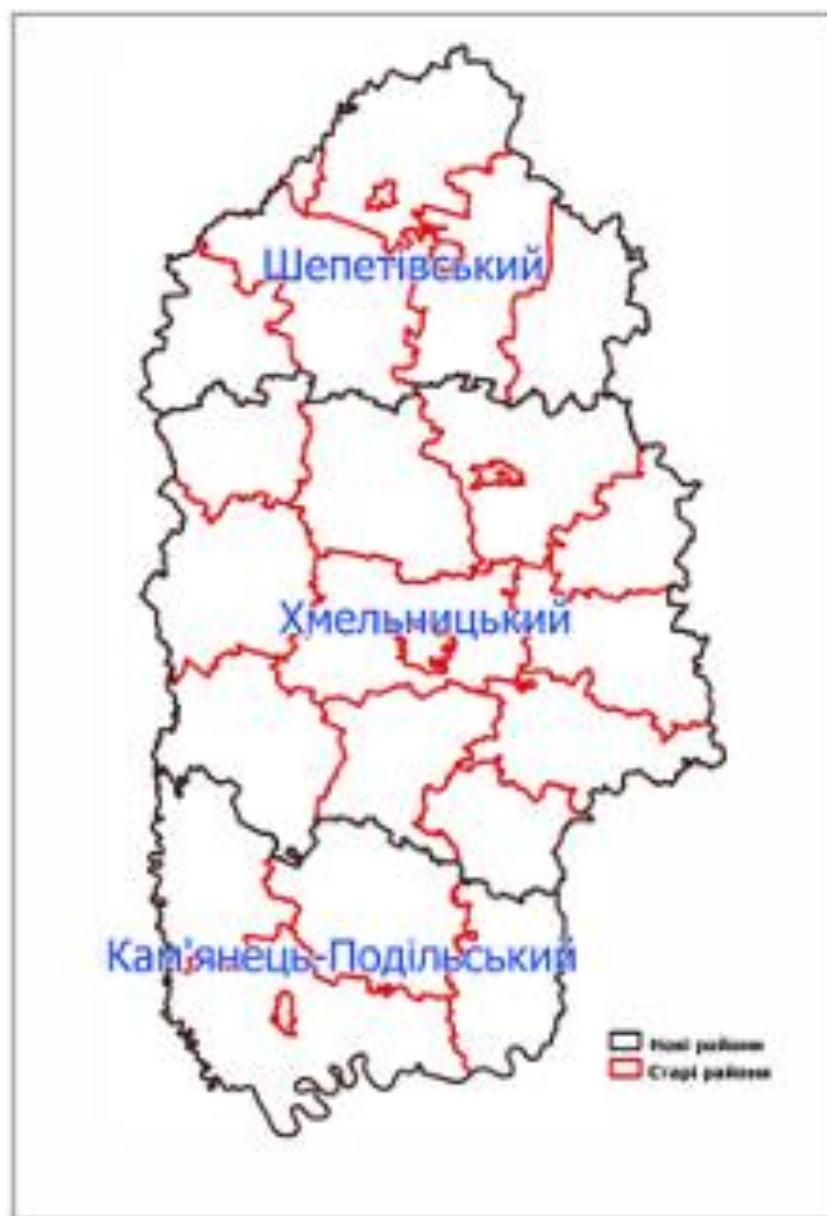 Шепетівський
Хмельницький
Кам'янець-Подільський
Нові райони
Старі райони